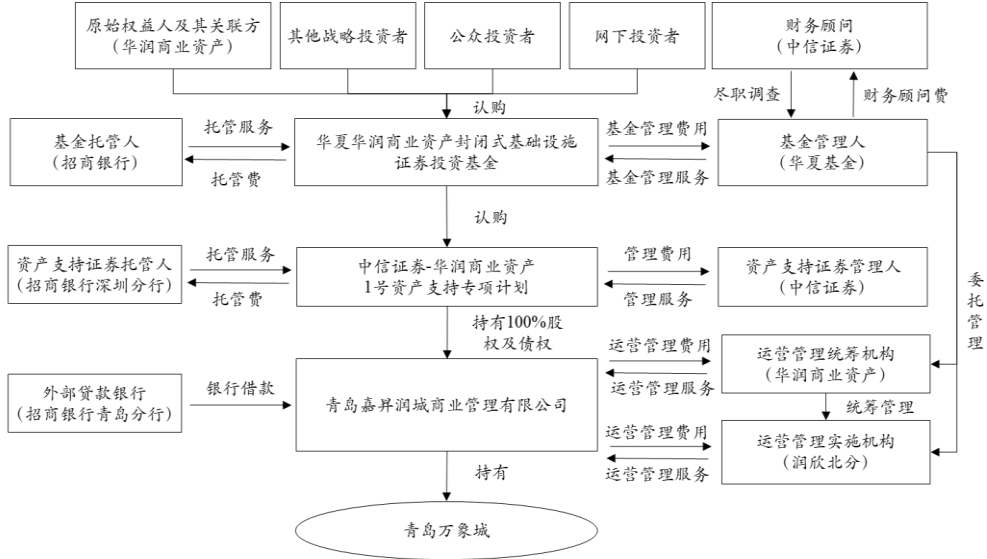 原始权益人及其关联方
（华润商业资产）
其他战略投资者
公众投资者
网下投资者
财务顾问
（中信证券）
认购
尽职调查
财务顾问费
基金托管人
（招商银行）
托管服务
托管费
华夏华润商业资产封闭式基础设施
证券投资基金
基金管理费用
基金管理服务
基金管理人
（华夏基金）
认购
资产支持证券托管人
（招商银行深圳分行）
托管服务
托管费
中信证券-华润商业资产
1号资产支持专项计划
管理费用
管理服务
资产支持证券管理人
（中信证券）
委
托
管
理
持有100%股
权及债权
外部贷款银行
（招商银行青岛分行）
银行借款
青岛嘉昇润城商业管理有限公司
运营管理费用
运营管理服务
运营管理统筹机构
（华润商业资产）
统筹管理
运营管理费用
运营管理服务
运营管理实施机构
（润欣北分）
持有
青岛万象城